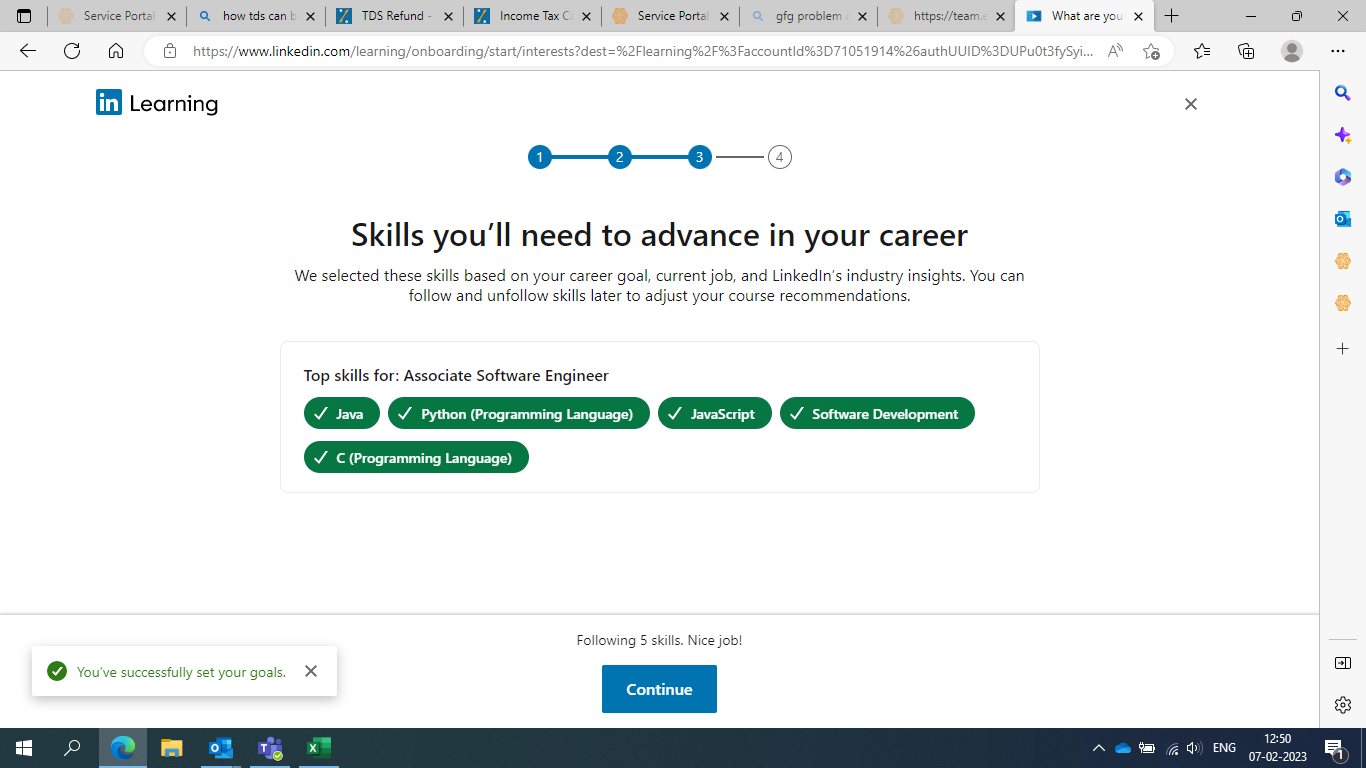 Service Portal
how tds can b
TDS Refund -
Income Tax Ca
Service Portal
gfg problem o
https://team.e
What are you
https://www.linkedin.com/learning/onboarding/start/interests?dest=%2Flearning%2F%3FaccountId%3D71051914%26authUUID%3DUPu0t3fySyi...
in Learning
1 2 3 4
Skills you’ll need to advance in your career
We selected these skills based on your career goal, current job, and LinkedIn’s industry insights. You can
follow and unfollow skills later to adjust your course recommendations.
Top skills for: Associate Software Engineer
Java Python (Programming Language) JavaScript Software Development
C (Programming Language)
Following 5 skills. Nice job!
You’ve successfully set your goals.
Continue
ENG
12:50
07-02-2023
1